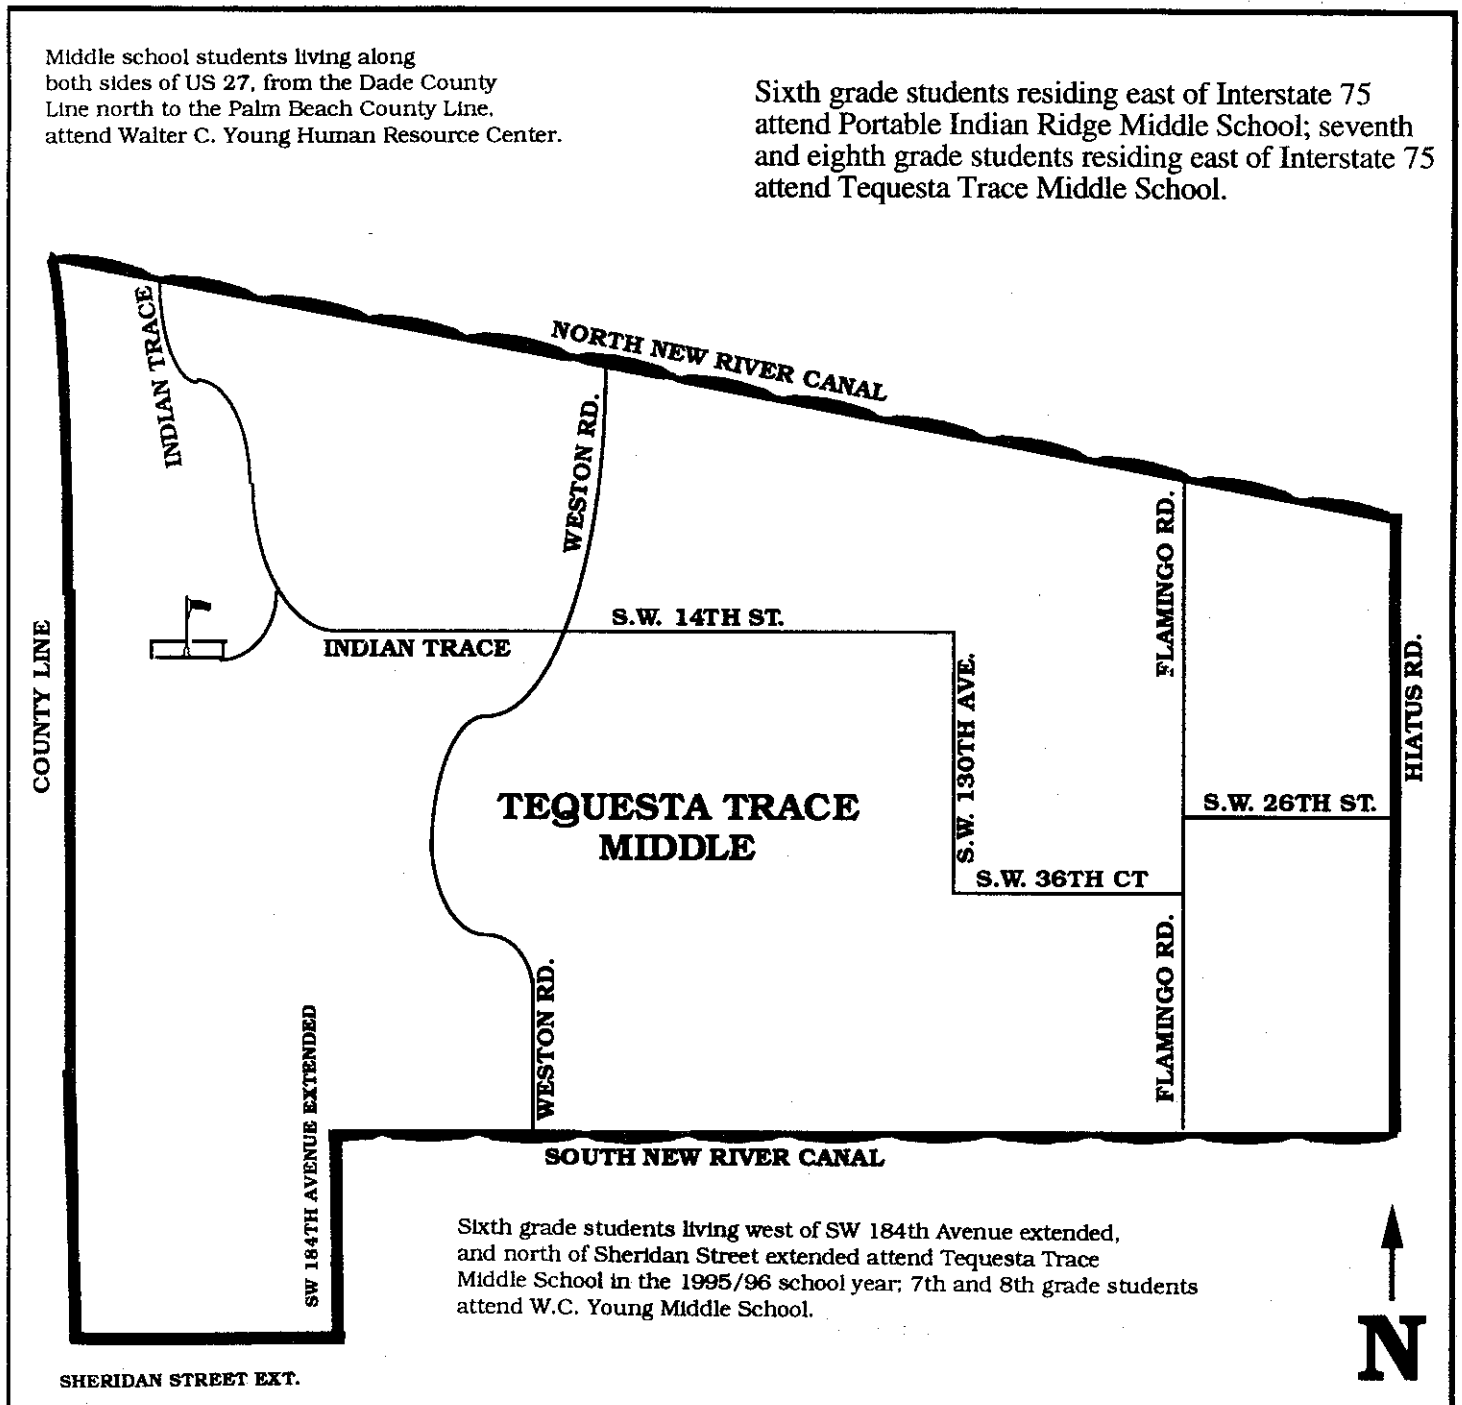 Middle school students living along
both sides of US 27, from the Dade County
Line north to the Palm Beach County Line,
attend Walter C. Young Human Resource Center.
Sixth grade students residing east of Interstate 75
attend Portable Indian Ridge Middle School; seventh
and eighth grade students residing east of Interstate 75
attend Tequesta Trace Middle School.
INDIAN TRACE
NORTH NEW RIVER CANAL
WESTON RD.
FLAMINGO RD.
S.W. 14TH ST.
INDIAN TRACE
COUNTY LINE
HIATUS RD.
S.W. 130TH AVE.
TEQUESTA TRACE
MIDDLE
S.W. 26TH ST.
S.W. 36TH CT
FLAMINGO RD.
WESTON RD.
SW 184TH AVENUE EXTENDED
SOUTH NEW RIVER CANAL
Sixth grade students living west of SW 184th Avenue extended,
and north of Sheridan Street extended attend Tequesta Trace
Middle School in the 1995/96 school year; 7th and 8th grade students
attend W.C. Young Middle School.
N
SHERIDAN STREET EXT.